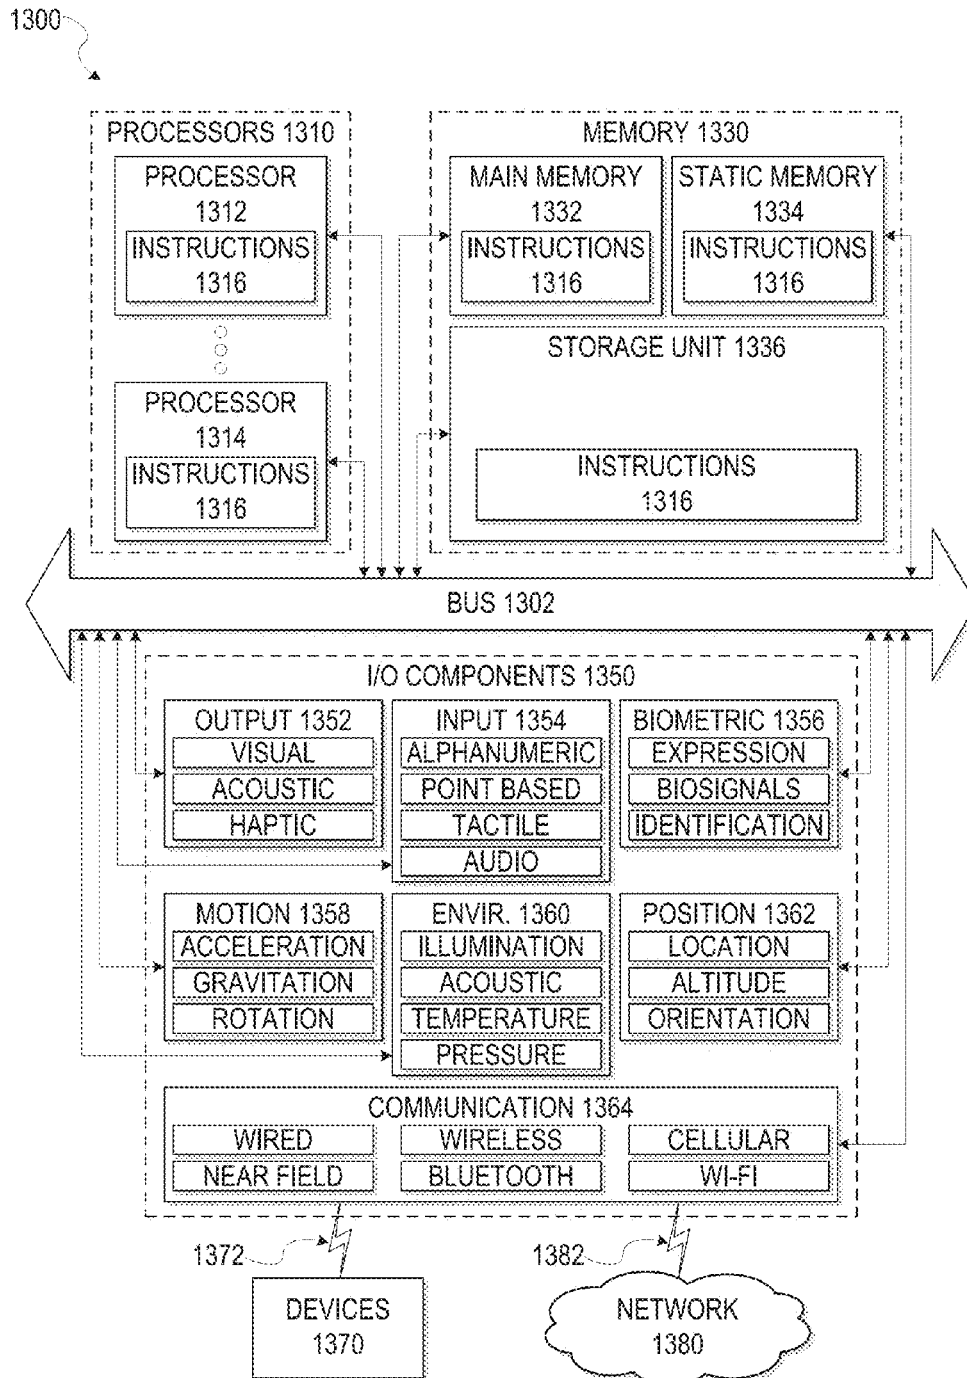 1300
PROCESSORS 1310
PROCESSOR
1312
INSTRUCTIONS
1316
PROCESSOR
1314
INSTRUCTIONS
1316
MEMORY 1330
MAIN MEMORY
1332
INSTRUCTIONS
1316
STATIC MEMORY
1334
INSTRUCTIONS
1316
STORAGE UNIT 1336
INSTRUCTIONS
1316
BUS 1302
I/O COMPONENTS 1350
OUTPUT 1352
VISUAL
ACOUSTIC
HAPTIC
INPUT 1354
ALPHANUMERIC
POINT BASED
TACTILE
AUDIO
BIOMETRIC 1356
EXPRESSION
BIOSIGNALS
IDENTIFICATION
MOTION 1358
ACCELERATION
GRAVITATION
ROTATION
ENVIR. 1360
ILLUMINATION
ACOUSTIC
TEMPERATURE
PRESSURE
POSITION 1362
LOCATION
ALTITUDE
ORIENTATION
COMMUNICATION 1364
WIRED
WIRELESS
CELLULAR
NEAR FIELD
BLUETOOTH
WI-FI
1372
1382
DEVICES
1370
NETWORK
1380